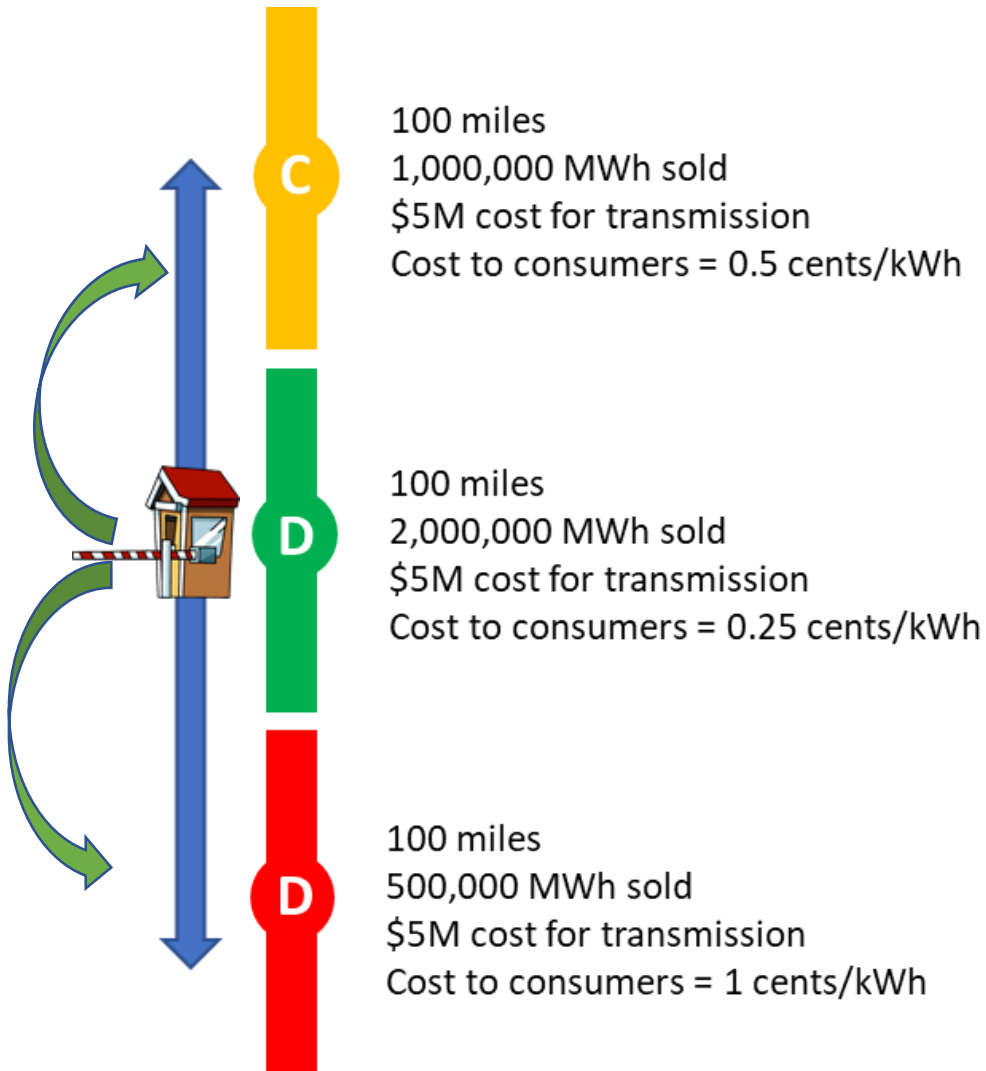 C
100 miles
1,000,000 MWh sold
$5M cost for transmission
Cost to consumers = 0.5 cents/kWh
D
100 miles
2,000,000 MWh sold
$5M cost for transmission
Cost to consumers = 0.25 cents/kWh
D
100 miles
500,000 MWh sold
$5M cost for transmission
Cost to consumers = 1 cents/kWh